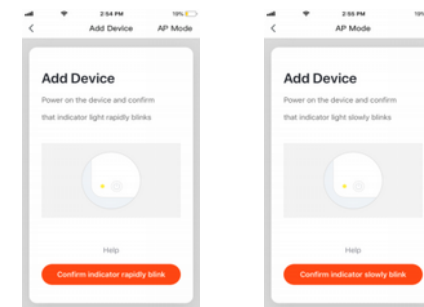 2:54 PM
19%
Add Device
AP Mode
Add Device
Power on the device and confirm
that indicator light rapidly blinks
Help
Confirm indicator rapidly blink
2:55 PM
19%
AP Mode
Add Device
Power on the device and confirm
that indicator light slowly blinks
Help
Confirm indicator slowly blink